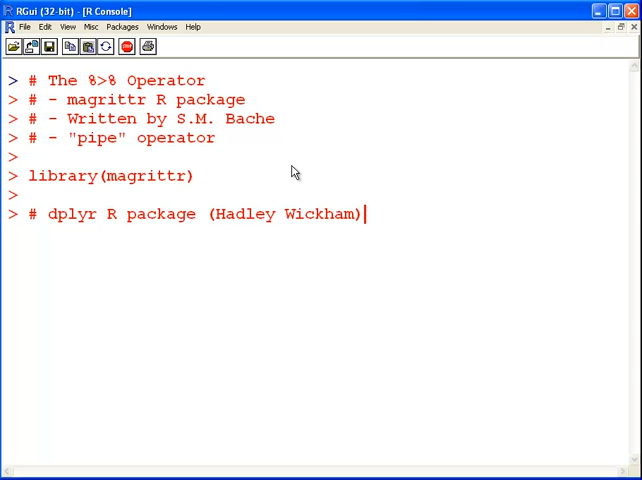 RGui (32-bit) - [R Console]
R File Edit View Misc Packages Windows Help
STOP
> # The %>% Operator
> # - magrittr R package
> # - Written by S.M. Bache
> # - "pipe" operator
>
> library(magrittr)
>
> # dplyr R package (Hadley Wickham)